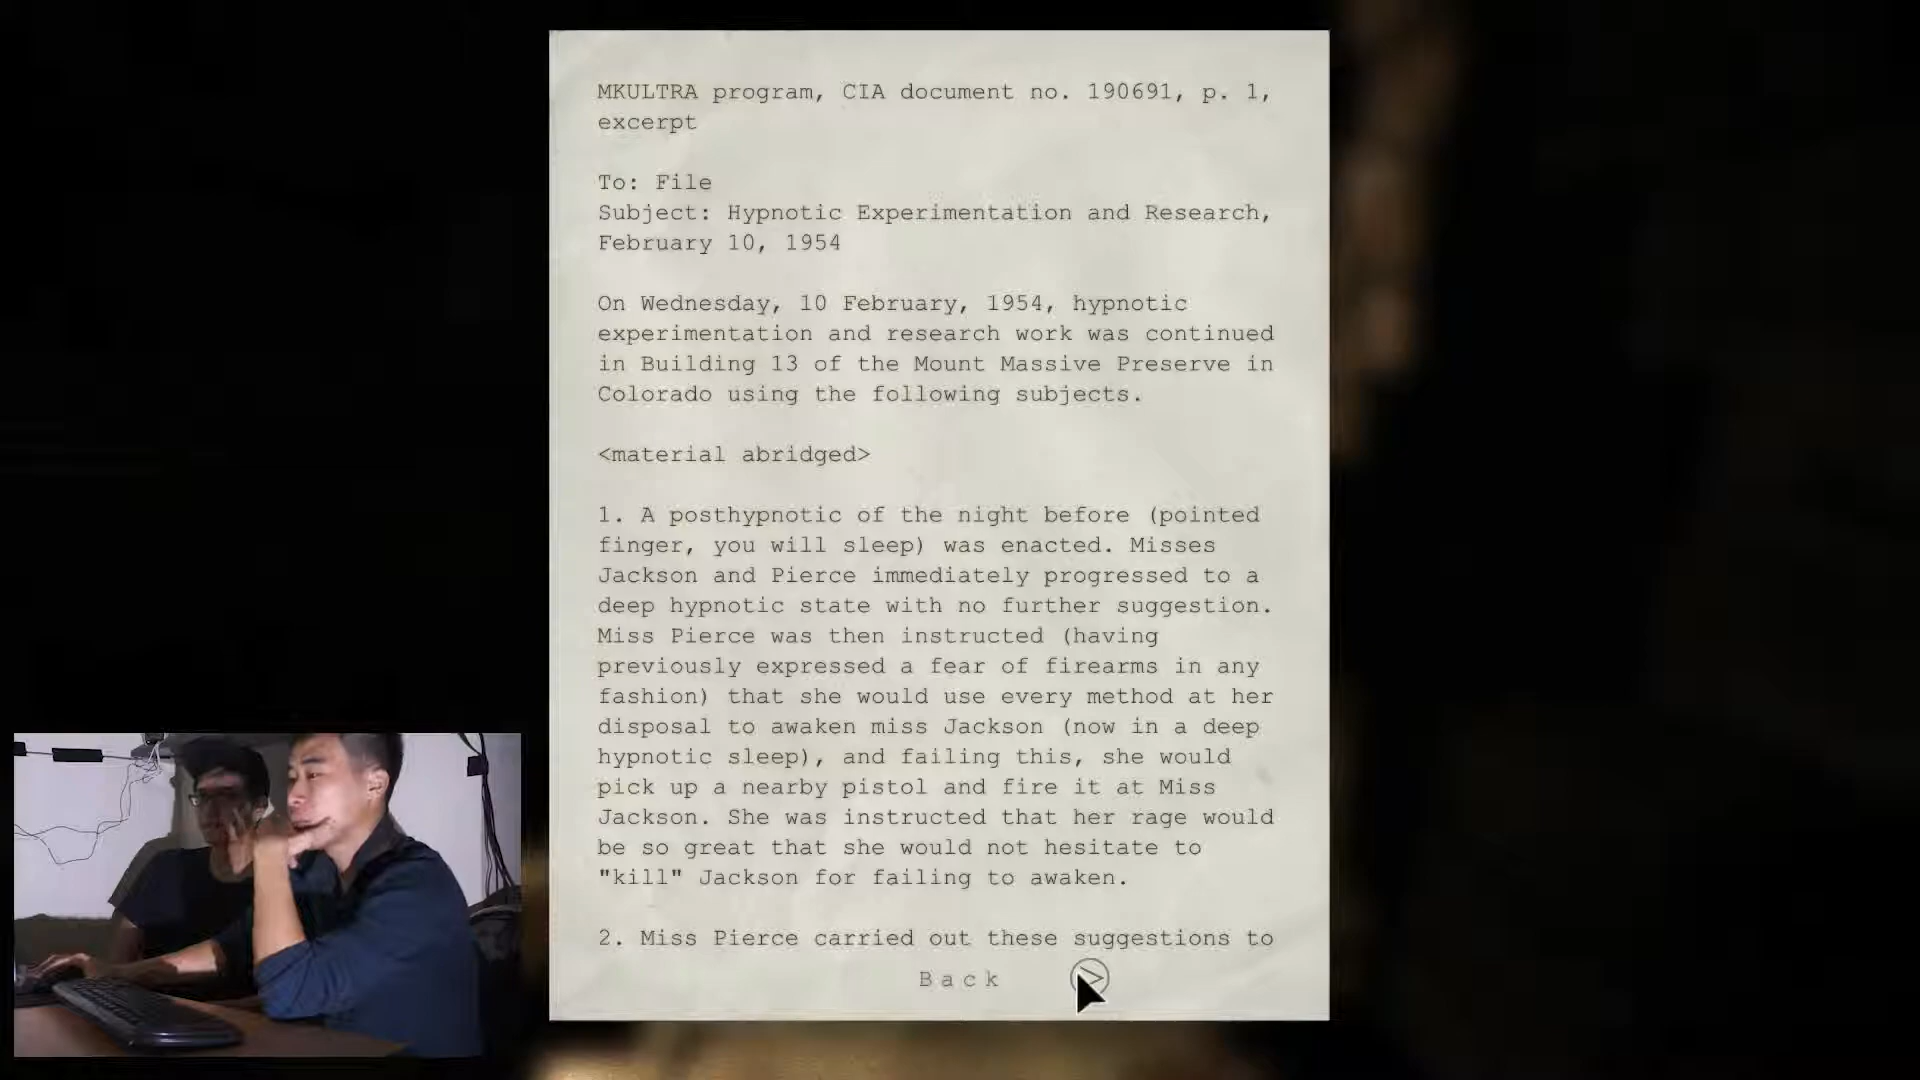 MKULTRA program, CIA document no. 190691, p. 1,
excerpt
To: File
Subject: Hypnotic Experimentation and Research,
February 10, 1954
On Wednesday, 10 February, 1954, hypnotic
experimentation and research work was continued
in Building 13 of the Mount Massive Preserve in
Colorado using the following subjects.
<material abridged>
1. A posthypnotic of the night before (pointed
finger, you will sleep) was enacted. Misses
Jackson and Pierce immediately progressed to a
deep hypnotic state with no further suggestion.
Miss Pierce was then instructed (having
previously expressed a fear of firearms in any
fashion) that she would use every method at her
disposal to awaken miss Jackson (now in a deep
hypnotic sleep), and failing this, she would
pick up a nearby pistol and fire it at Miss
Jackson. She was instructed that her rage would
be so great that she would not hesitate to
"kill" Jackson for failing to awaken.
2. Miss Pierce carried out these suggestions to
Back